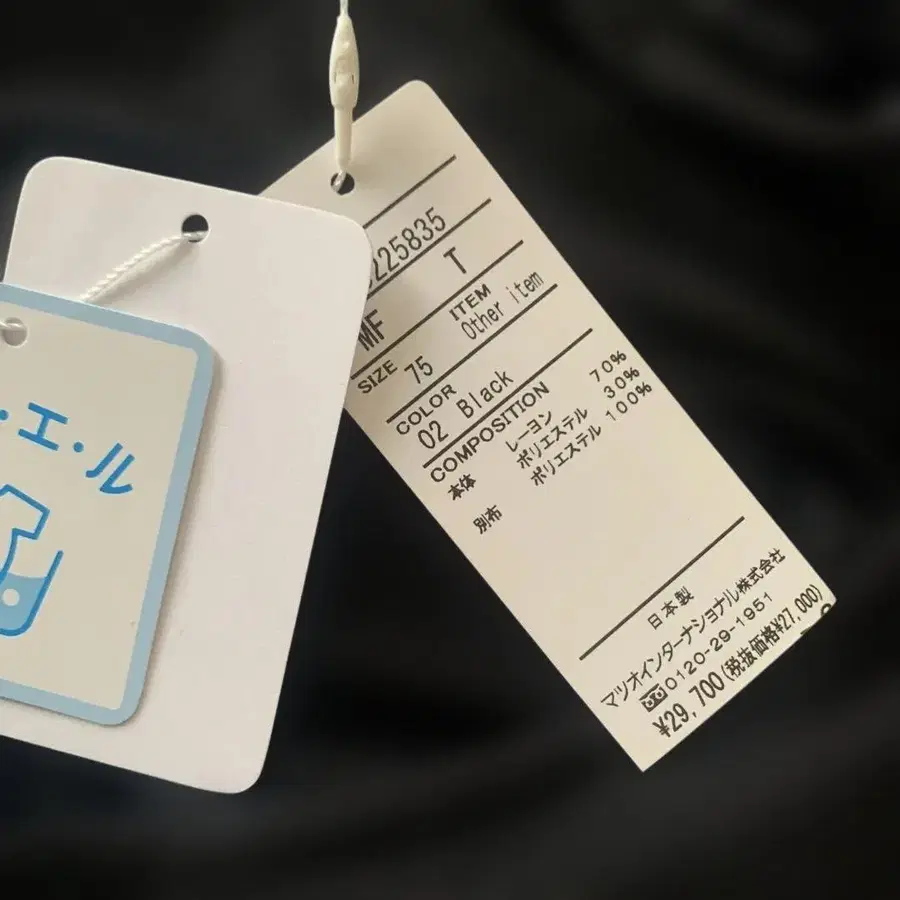 ・エ・ル
225835
MF T
SIZE ITEM
75 Other item
COLOR
02 Black
COMPOSITION
本体 レーヨン 70%
ポリエステル 30%
別布 ポリエステル 100%
日本製
マツオインターナショナル株式会社
0120-29-1951
¥29,700(税抜価格¥27,000)